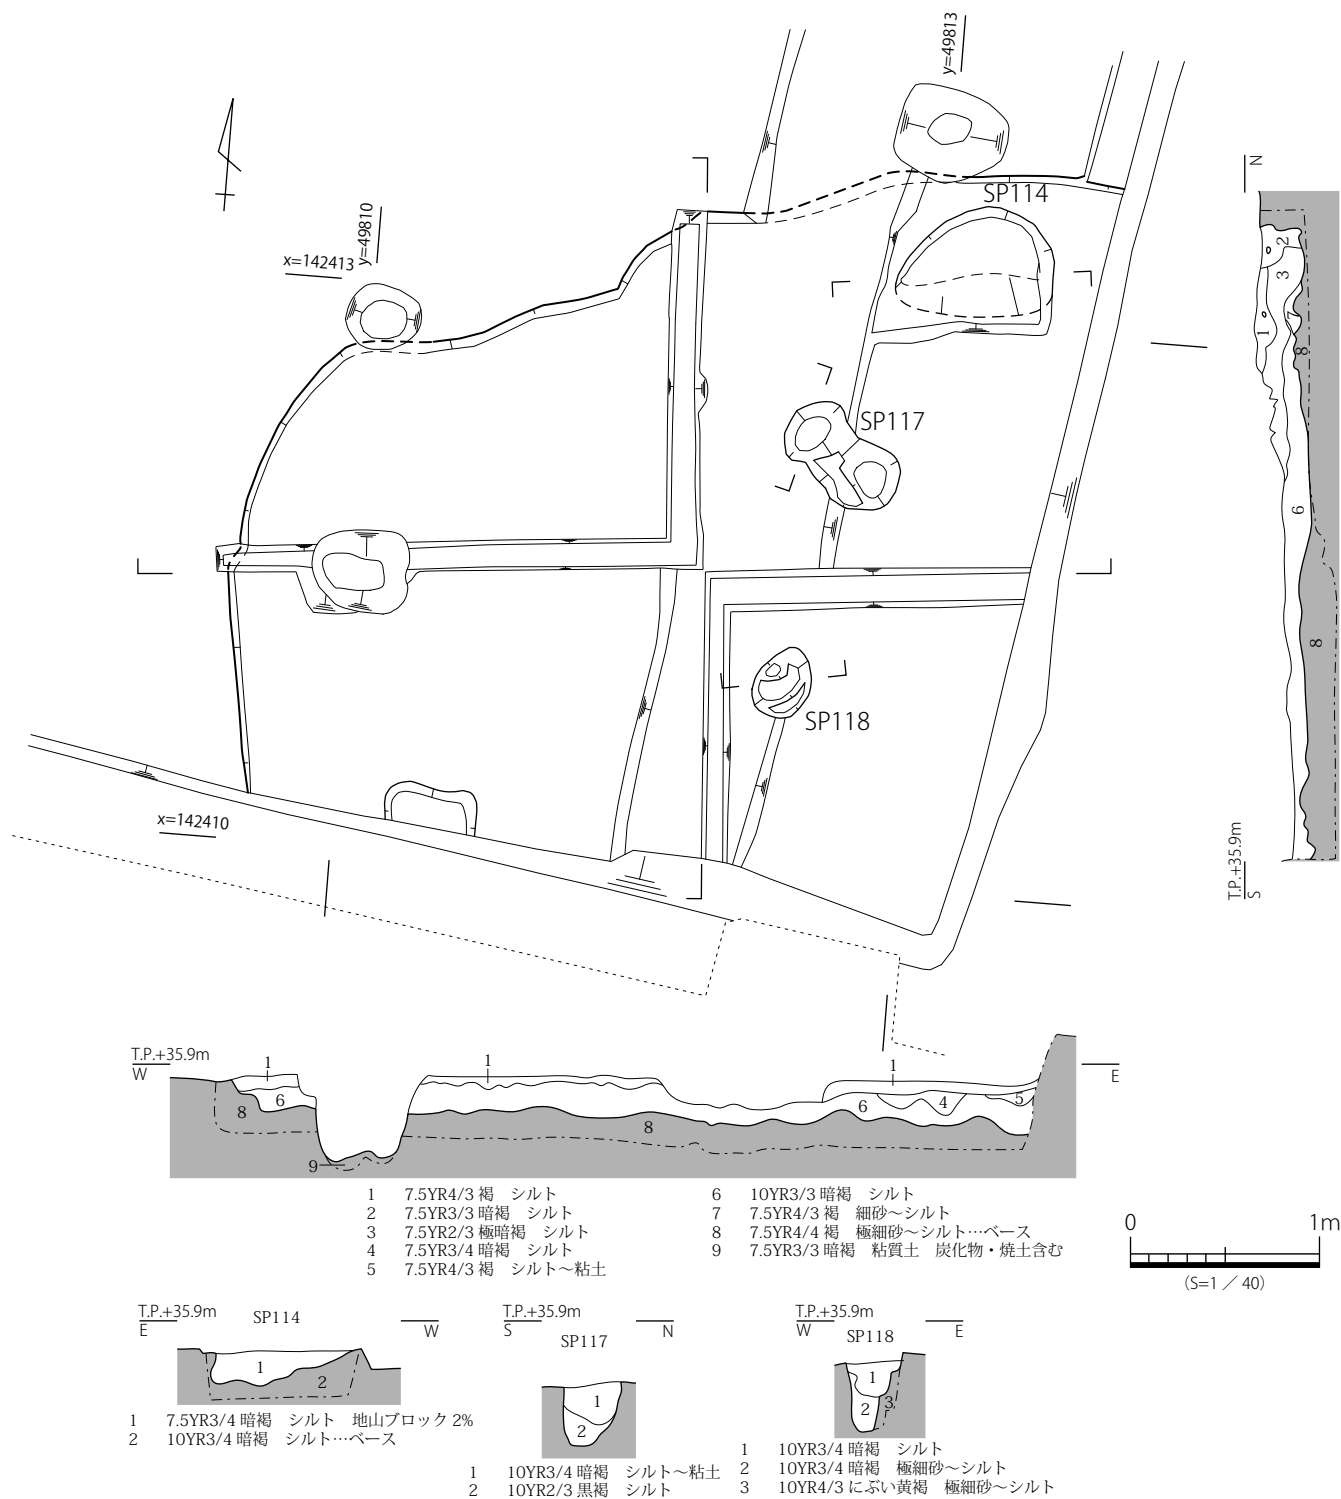 y=49813
N
SP114
y=49810
x=142413
2
3
1
7
8
SP117
6
8
SP118
x=142410
T.P.+35.9m
S
T.P.+35.9m
W
1
1
1
E
8
6
8
6
4
5
9
1 7.5YR4/3 褐 シルト
2 7.5YR3/3 暗褐 シルト
3 7.5YR2/3 極暗褐 シルト
4 7.5YR3/4 暗褐 シルト
5 7.5YR4/3 褐 シルト~粘土
6 10YR3/3 暗褐 シルト
7 7.5YR4/3 褐 細砂~シルト
8 7.5YR4/4 褐 極細砂~シルト…ベース
9 7.5YR3/3 暗褐 粘質土 炭化物・焼土含む
0 1m
(S=1/40)
T.P.+35.9m
E
SP114
W
1
2
1 7.5YR3/4 暗褐 シルト 地山ブロック 2%
2 10YR3/4 暗褐 シルト…ベース
T.P.+35.9m
S
SP117
N
1
2
1 10YR3/4 暗褐 シルト~粘土
2 10YR2/3 黒褐 シルト
T.P.+35.9m
W
SP118
E
1
2
3
1 10YR3/4 暗褐 シルト
2 10YR3/4 暗褐 極細砂~シルト
3 10YR4/3 にぶい黄褐 極細砂~シルト